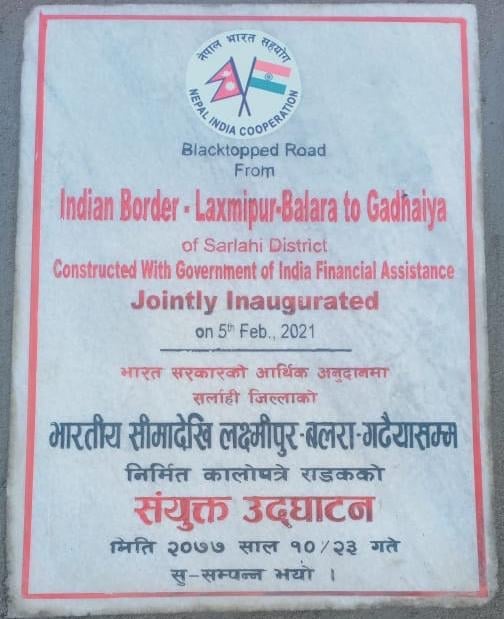 नेपाल भारत सहयोग
NEPAL INDIA COOPERATION
Blacktopped Road
From
Indian Border - Laxmipur-Balara to Gadhaiya
of Sarlahi District
Constructed With Government of India Financial Assistance
Jointly Inaugurated
on 5th Feb., 2021
भारत सरकारको आर्थिक अनुदानमा
सर्लाही जिल्लाको
भारतीय सीमादेखि लक्ष्मीपुर-बलरा-गढैयासम्म
निर्मित कालोपत्रे राडकको
संयुक्त उद्घाटन
मिति २०७७ साल १०/२३ गते
सु-सम्पन्न भयो ।